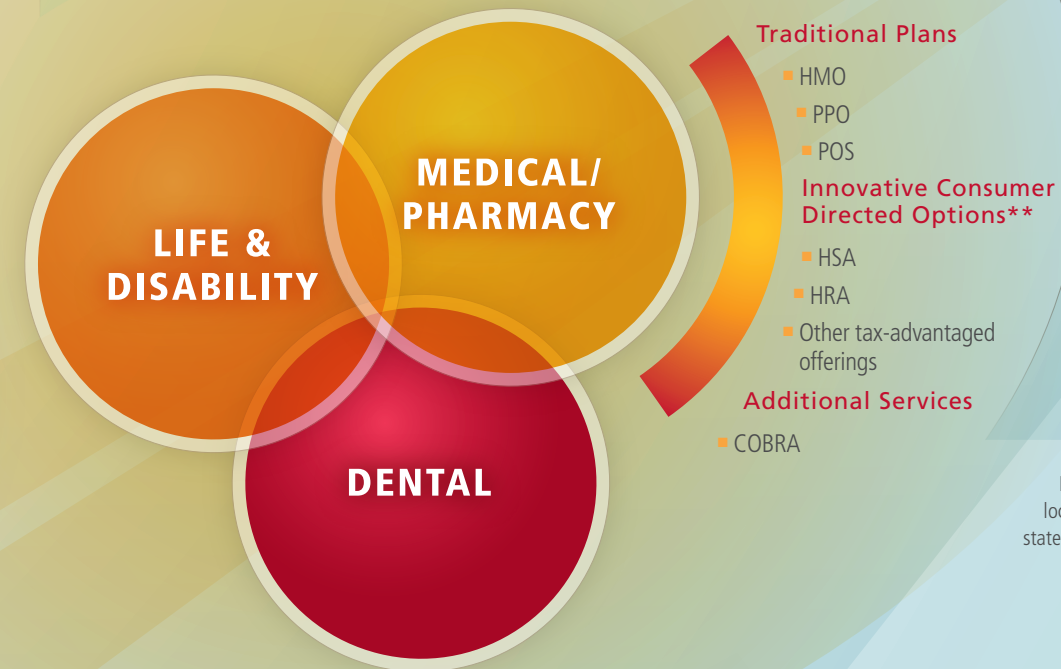 LIFE &
DISABILITY
MEDICAL/
PHARMACY
DENTAL
Traditional Plans
HMO
PPO
POS
Innovative Consumer
Directed Options**
HSA
HRA
Other tax-advantaged
offerings
Additional Services
COBRA
state